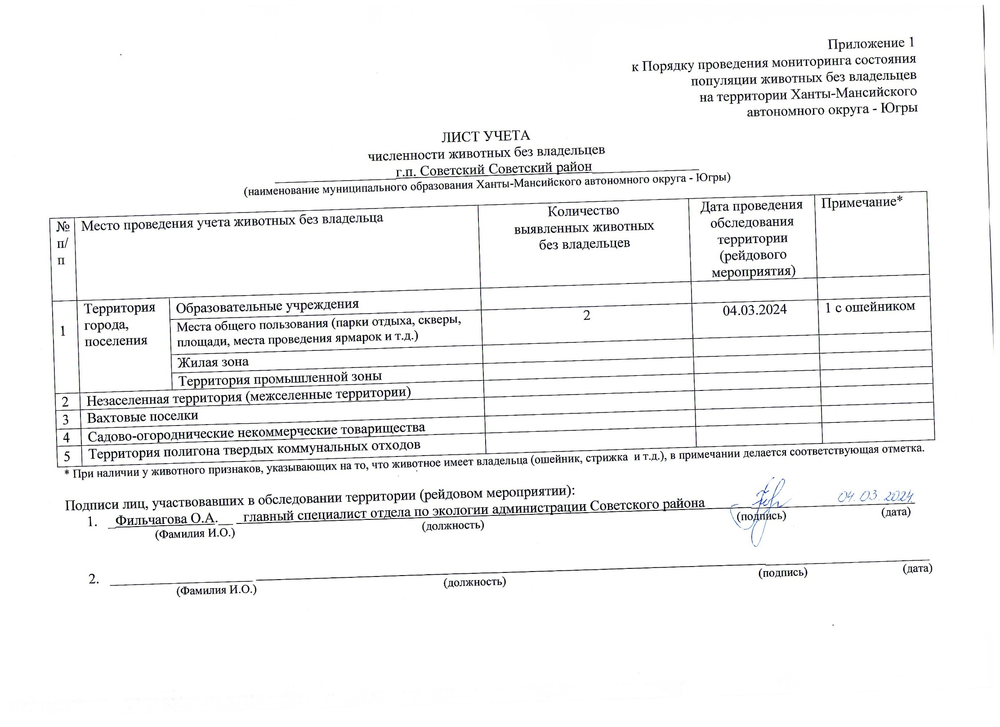 Приложение 1
к Порядку проведения мониторинга состояния
популяции животных без владельцев
на территории Ханты-Мансийского
автономного округа - Югры
ЛИСТ УЧЕТА
численности животных без владельцев
г.п. Советский Советский район
(наименование муниципального образования Ханты-Мансийского автономного округа - Югры)
№ п/п Место проведения учета животных без владельца
Количество
выявленных животных
без владельцев
Дата проведения
обследования
территории
(рейдового
мероприятия)
Примечание*
1
Территория
города,
поселения
Образовательные учреждения
Места общего пользования (парки отдыха, скверы,
площади, места проведения ярмарок и т.д.)
2 04.03.2024 1 с ошейником
Жилая зона
Территория промышленной зоны
2 Незаселенная территория (межселенные территории)
3 Вахтовые поселки
4 Садово-огороднические некоммерческие товарищества
5 Территория полигона твердых коммунальных отходов
* При наличии у животного признаков, указывающих на то, что животное имеет владельца (ошейник, стрижка и т.д.), в примечании делается соответствующая отметка.
Подписи лиц, участвовавших в обследовании территории (рейдовом мероприятии):
1. Фильчагова О.А. главный специалист отдела по экологии администрации Советского района 04.03.2024.
(Фамилия И.О.) (должность) (подпись) (дата)
2.
(Фамилия И.О.) (должность) (подпись) (дата)